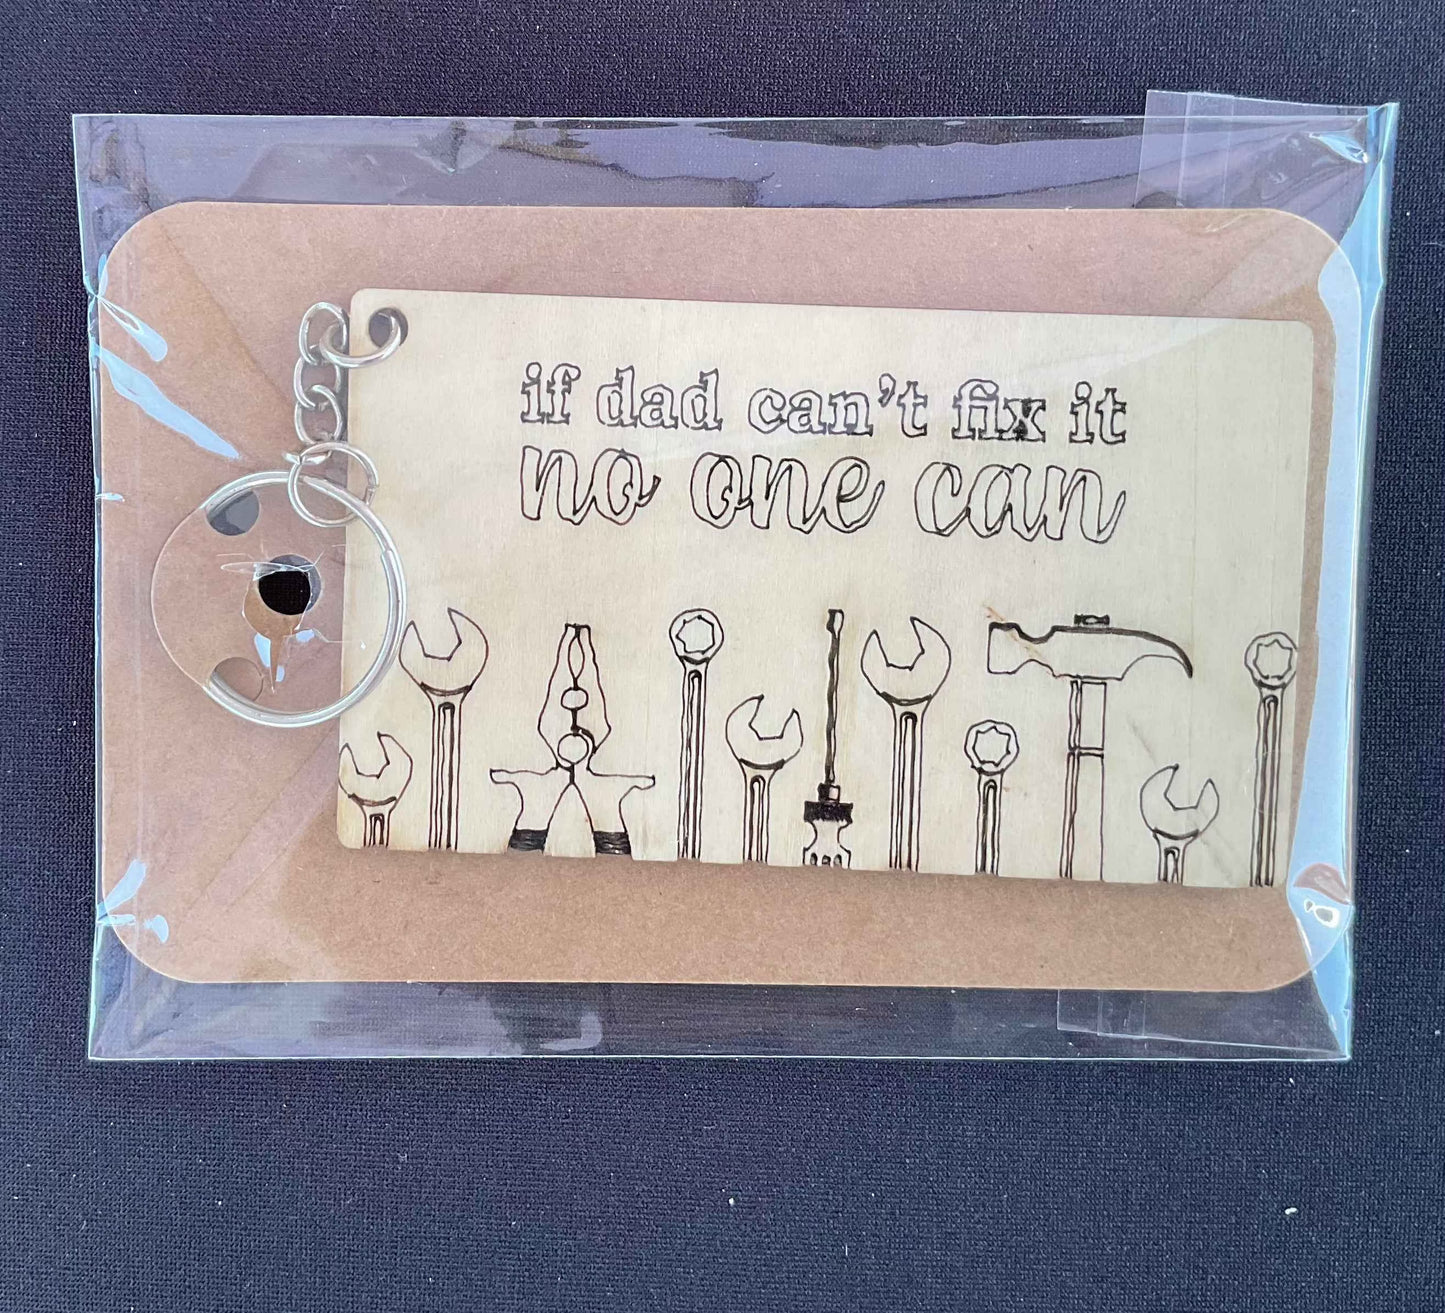 if dad can't fix it
no one can